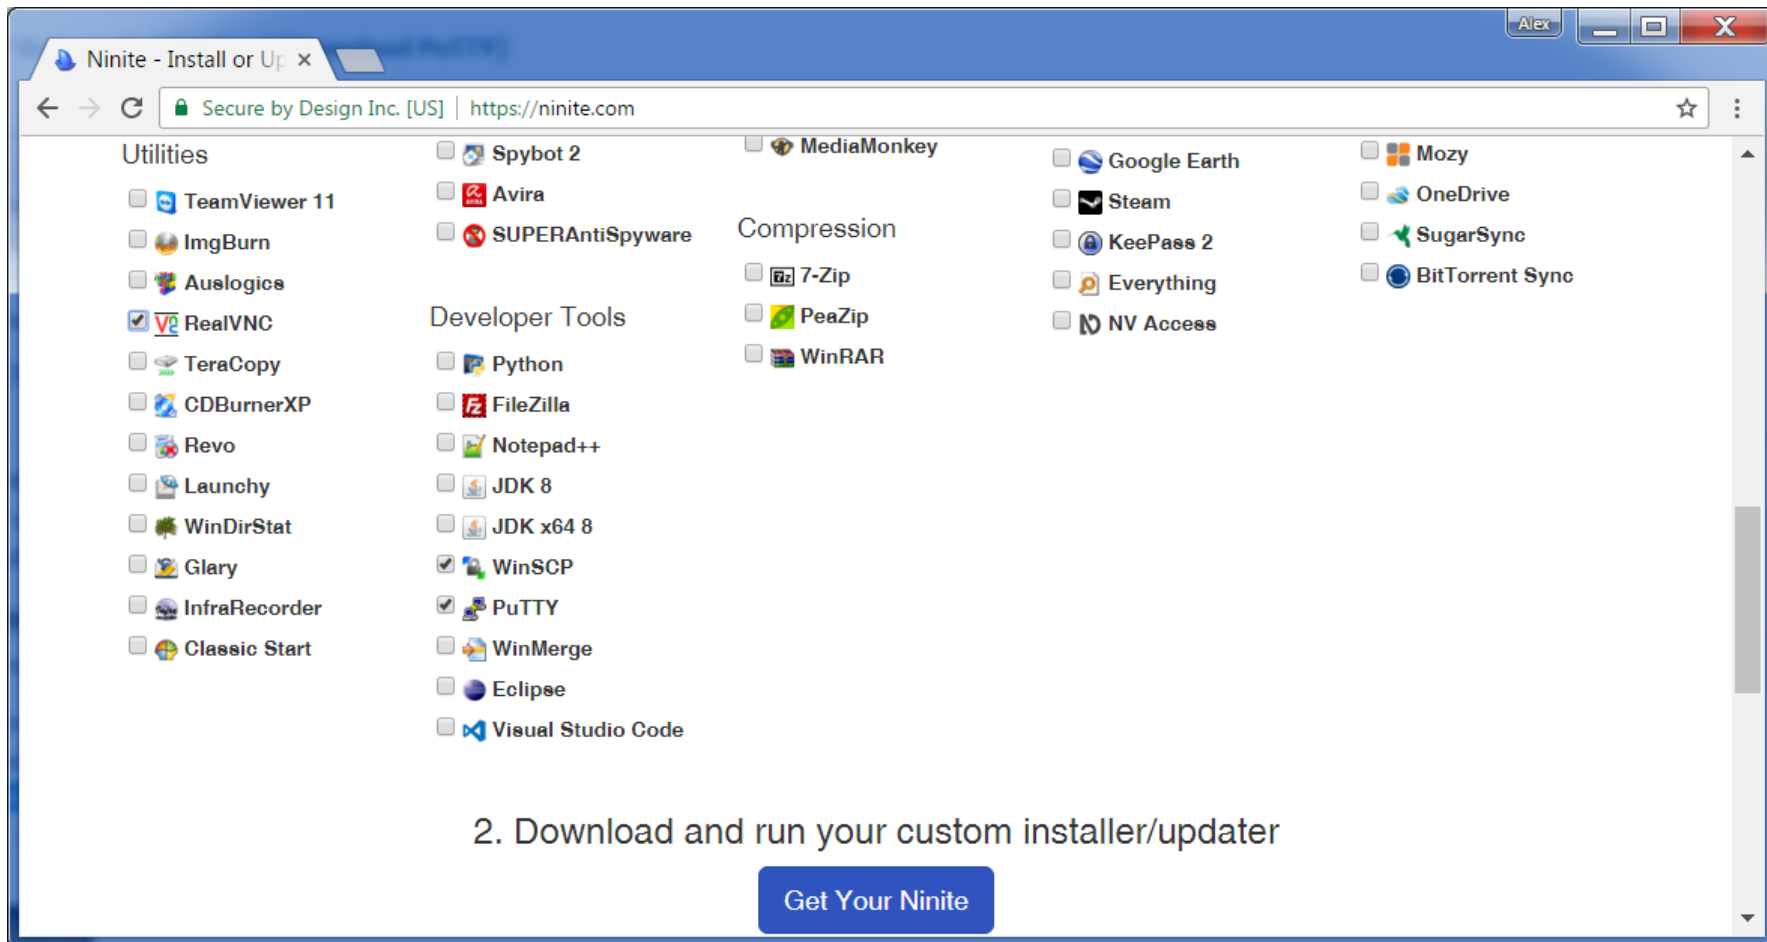 Alex
Ninite - Install or Up
Secure by Design Inc. [US]
https://ninite.com
Utilities
TeamViewer 11
ImgBurn
Auslogics
RealVNC
TeraCopy
CDBurnerXP
Revo
Launchy
WinDirStat
Glary
InfraRecorder
Classic Start
Spybot 2
Avira
SUPERAntiSpyware
Developer Tools
Python
FileZilla
Notepad++
JDK 8
JDK x64 8
WinSCP
PuTTY
WinMerge
Eclipse
Visual Studio Code
MediaMonkey
Compression
7-Zip
PeaZip
WinRAR
Google Earth
Steam
KeePass 2
Everything
NV Access
Mozy
OneDrive
SugarSync
BitTorrent Sync
2. Download and run your custom installer/updater
Get Your Ninite